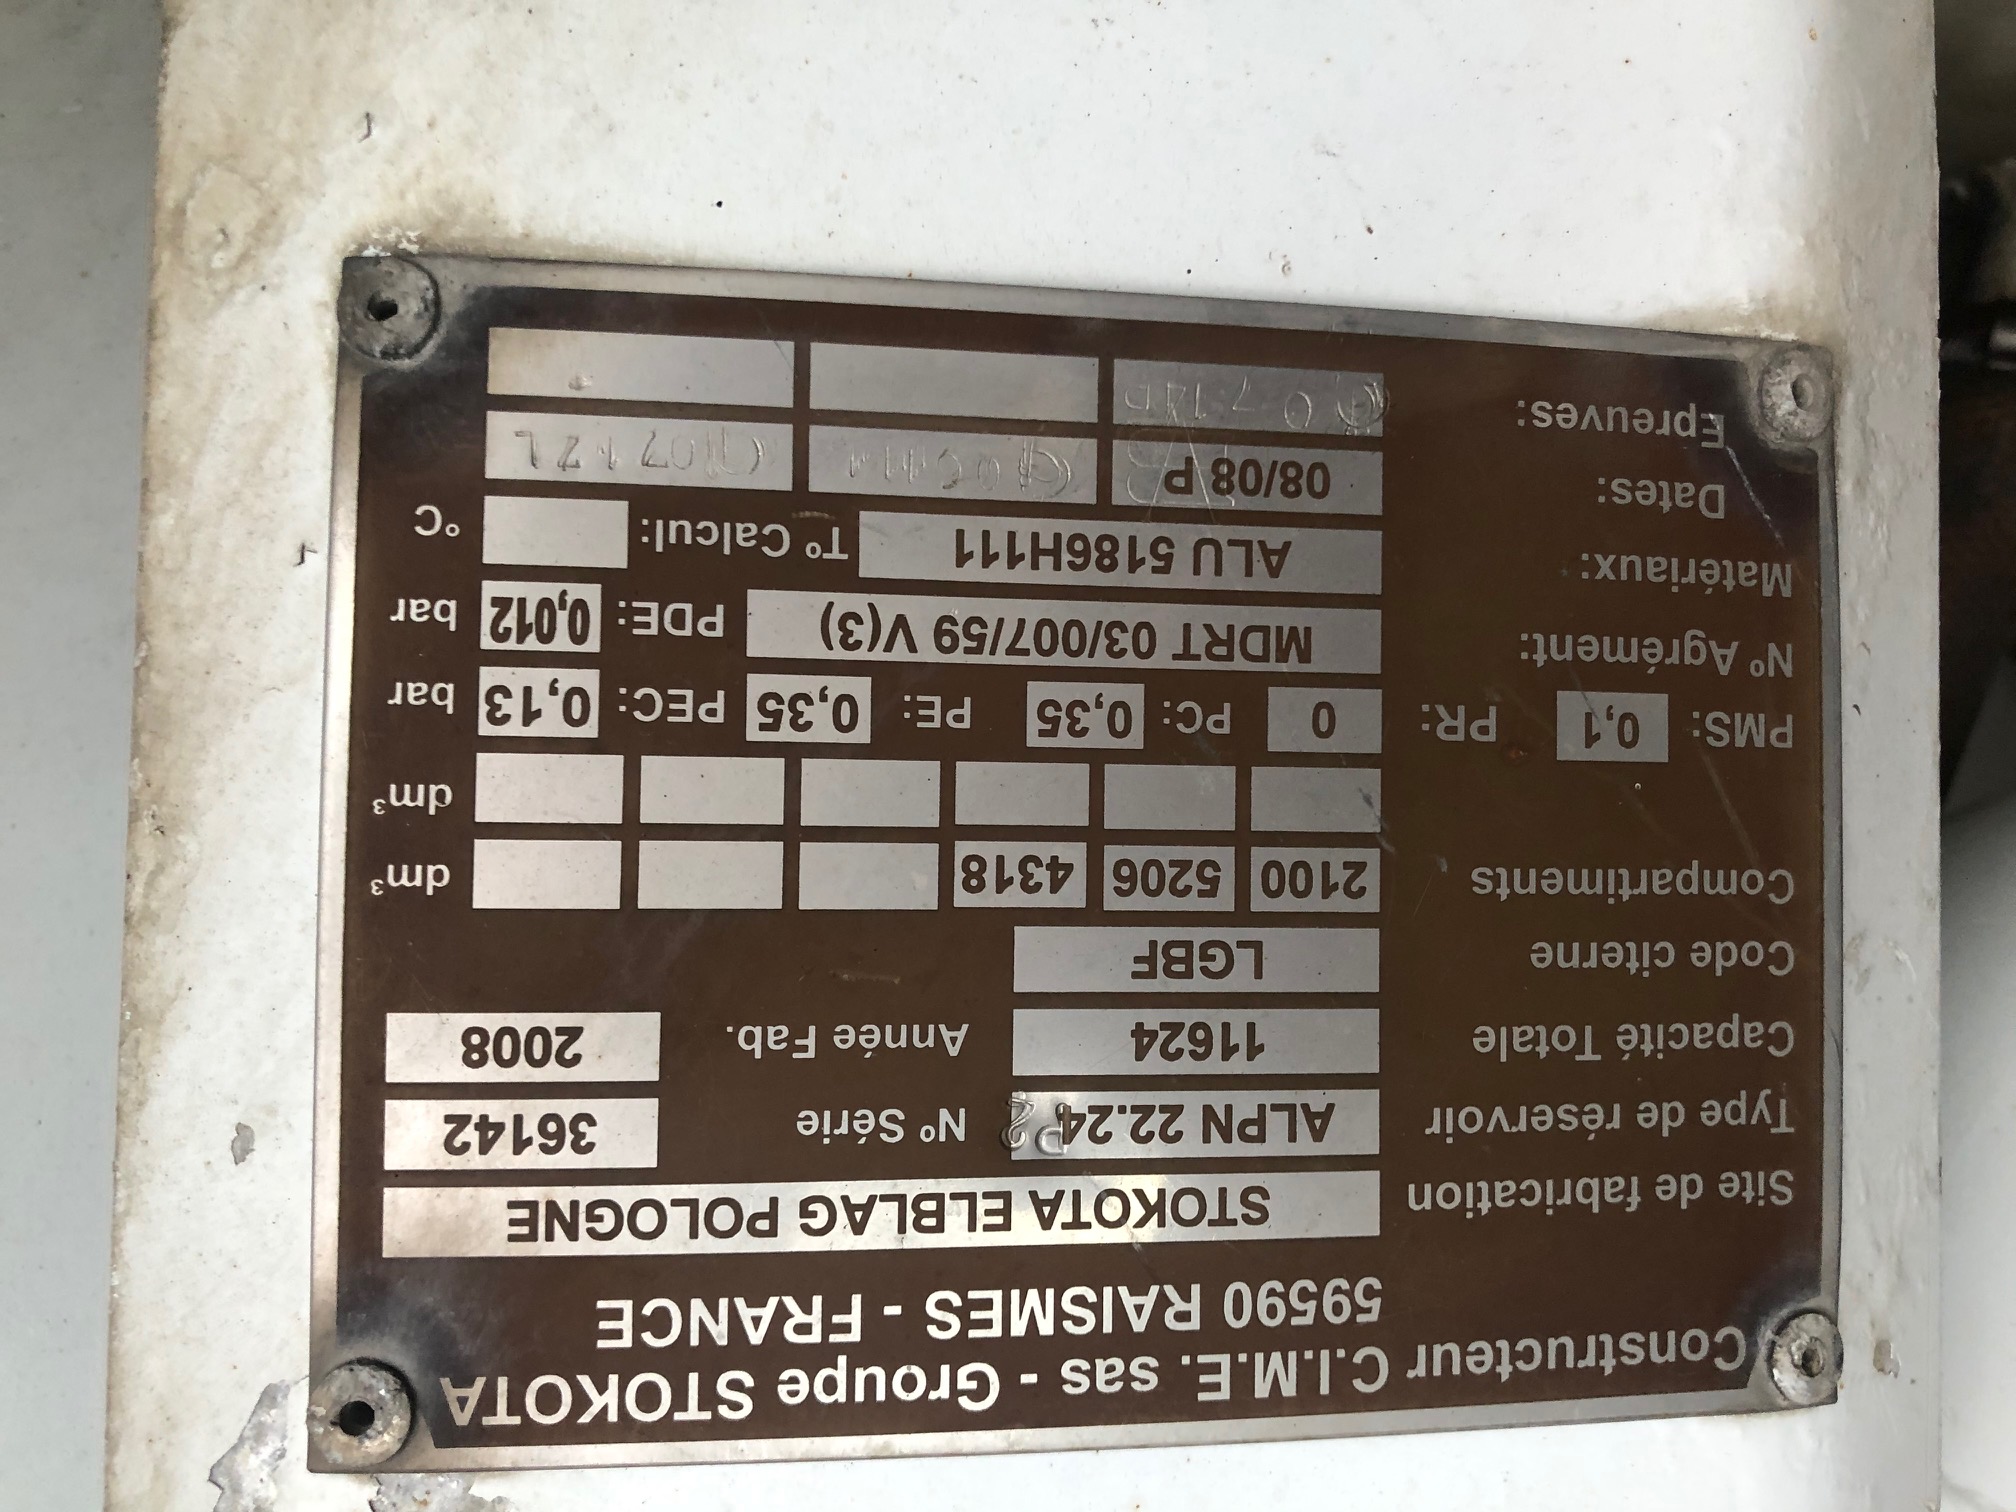 Constructeur C.I.M.E. sas - Groupe STOKOTA
59590 RAISMES - FRANCE
Site de fabrication STOKOTA ELBLAG POLOGNE
Type de réservoir ALPN 22.24 P2 N° Série 36142
Capacité Totale 11624 Année Fab. 2008
Code citerne LGBF
Compartiments 2100 5206 4318 dm³
dm³
PMS: 0,1 PR: 0 PC: 0,35 PE: 0,35 PEC: 0,13 bar
N° Agrément: MDRT 03/007/59 V(3) PDE: 0,012 bar
Matériaux: ALU 5186H111 T° Calcul: °C
Dates: 08/08 P
Epreuves: